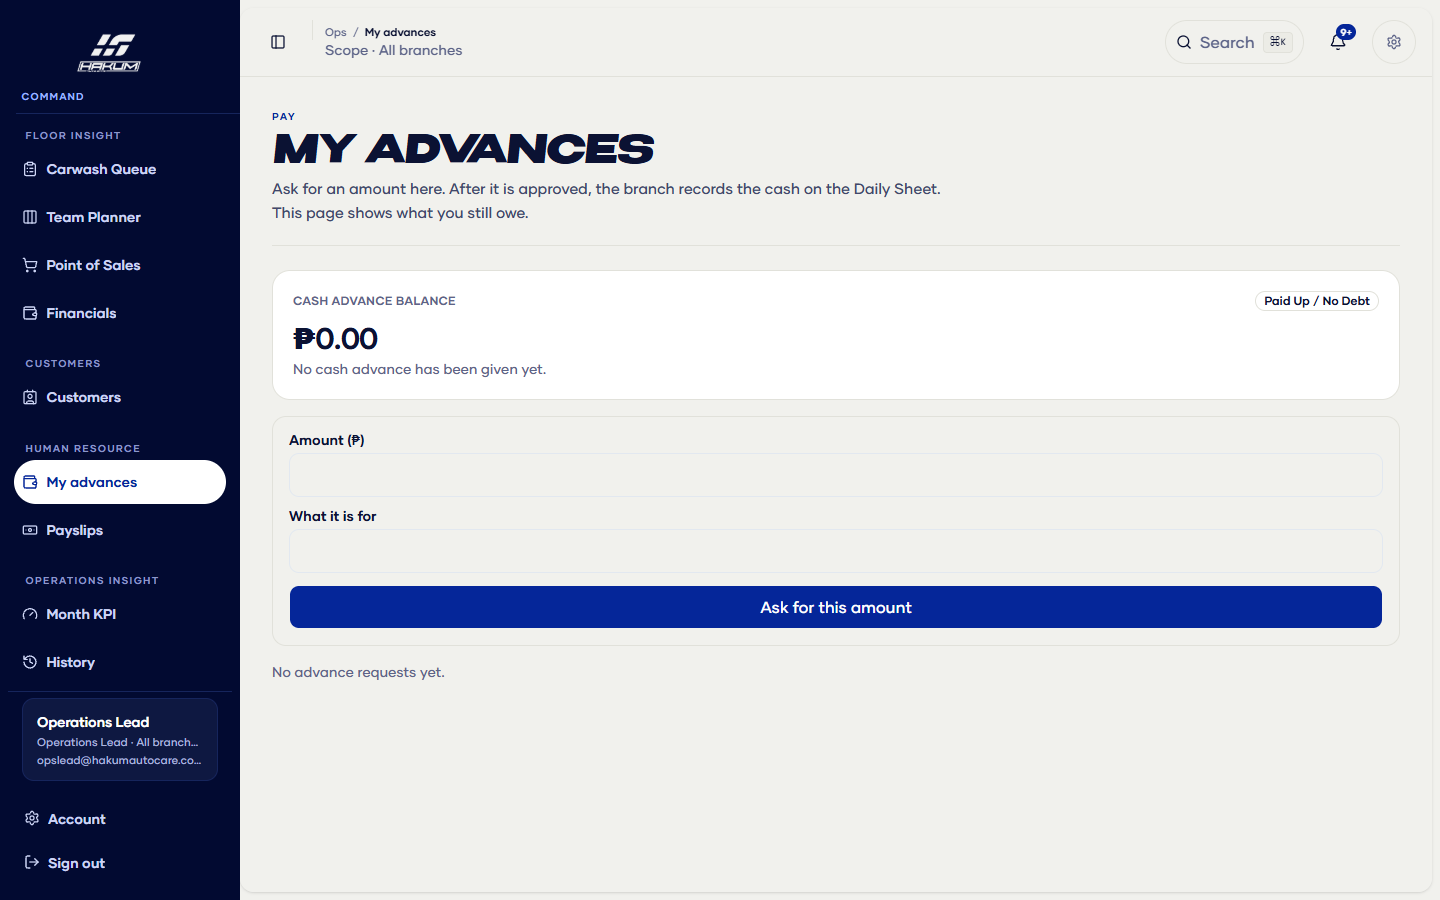 HAKUM
COMMAND
FLOOR INSIGHT
Carwash Queue
Team Planner
Point of Sales
Financials
CUSTOMERS
Customers
HUMAN RESOURCE
My advances
Payslips
OPERATIONS INSIGHT
Month KPI
History
Operations Lead
Operations Lead · All branch...
opslead@hakumautocare.co...
Account
Sign out
Ops / My advances
Scope · All branches
Search ⌘K
9+
PAY
MY ADVANCES
Ask for an amount here. After it is approved, the branch records the cash on the Daily Sheet.
This page shows what you still owe.
CASH ADVANCE BALANCE
Paid Up / No Debt
₱0.00
No cash advance has been given yet.
Amount (₱)
What it is for
Ask for this amount
No advance requests yet.